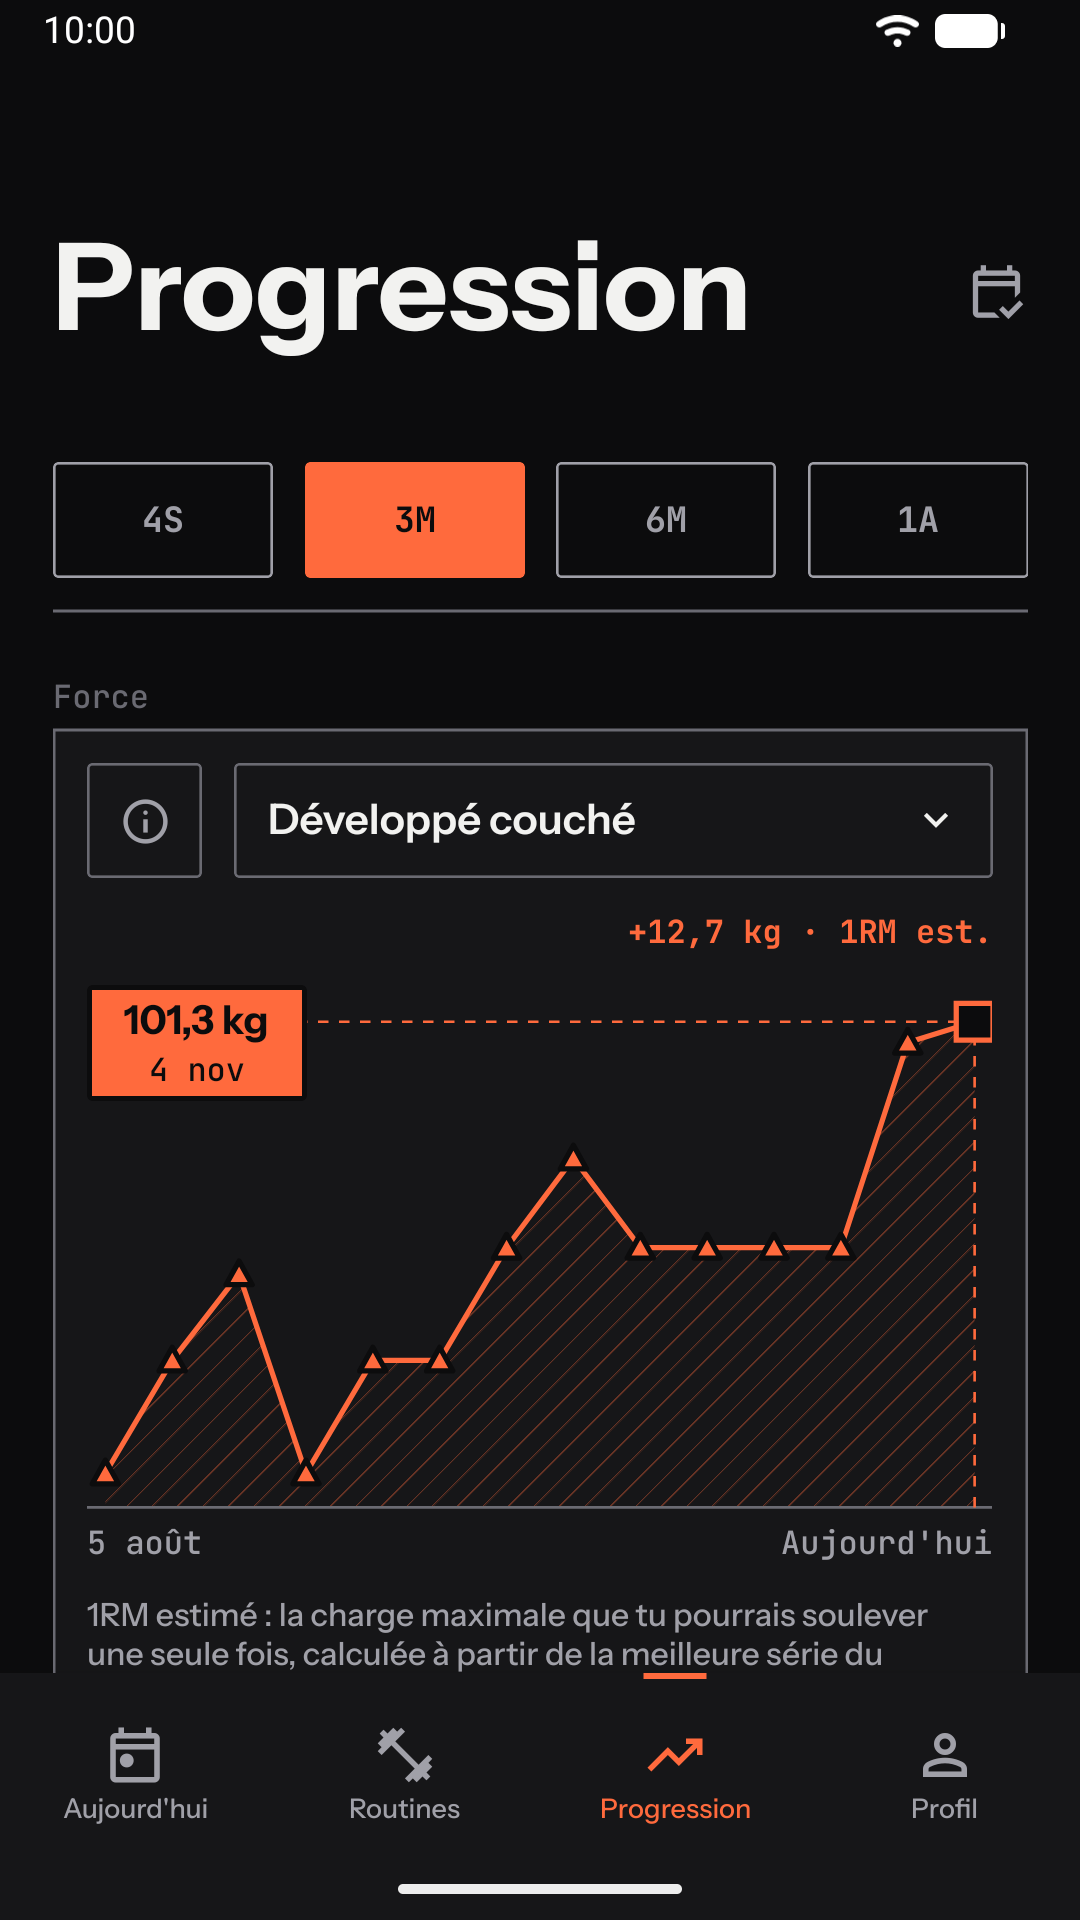 10:00
Progression
4S
3M
6M
1A
Force
Développé couché
+12,7 kg · 1RM est.
101,3 kg
4 nov
5 août
Aujourd'hui
1RM estimé : la charge maximale que tu pourrais soulever
une seule fois, calculée à partir de la meilleure série du
Aujourd'hui
Routines
Progression
Profil